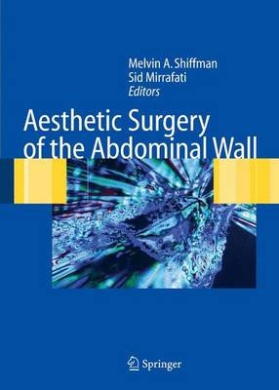 Melvin A. Shiffman
Sid Mirrafati
Editors
Aesthetic Surgery
of the Abdominal Wall
Springer